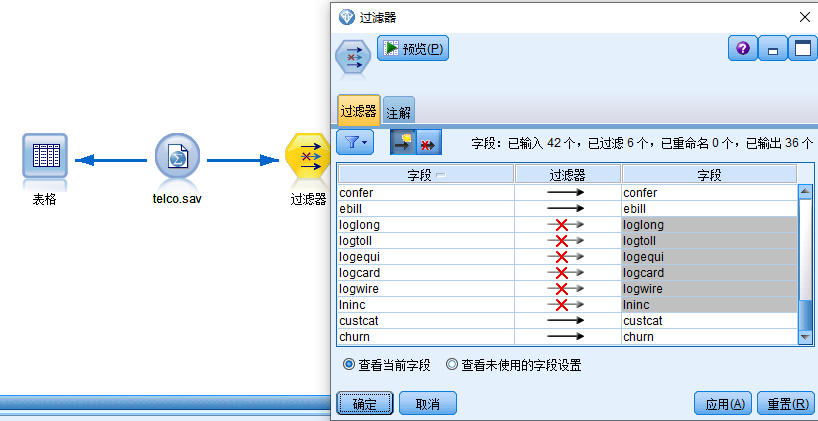 过滤器
预览(P)
?
过滤器 注解
字段：已输入 42 个，已过滤 6 个，已重命名 0 个，已输出 36 个
字段 过滤器 字段
confer confer
ebill ebill
loglong loglong
logtoll logtoll
logequi logequi
logcard logcard
logwire logwire
lninc lninc
custcat custcat
churn churn
查看当前字段 查看未使用的字段设置
确定 取消 应用(A) 重置(R)
表格
telco.sav
过滤器